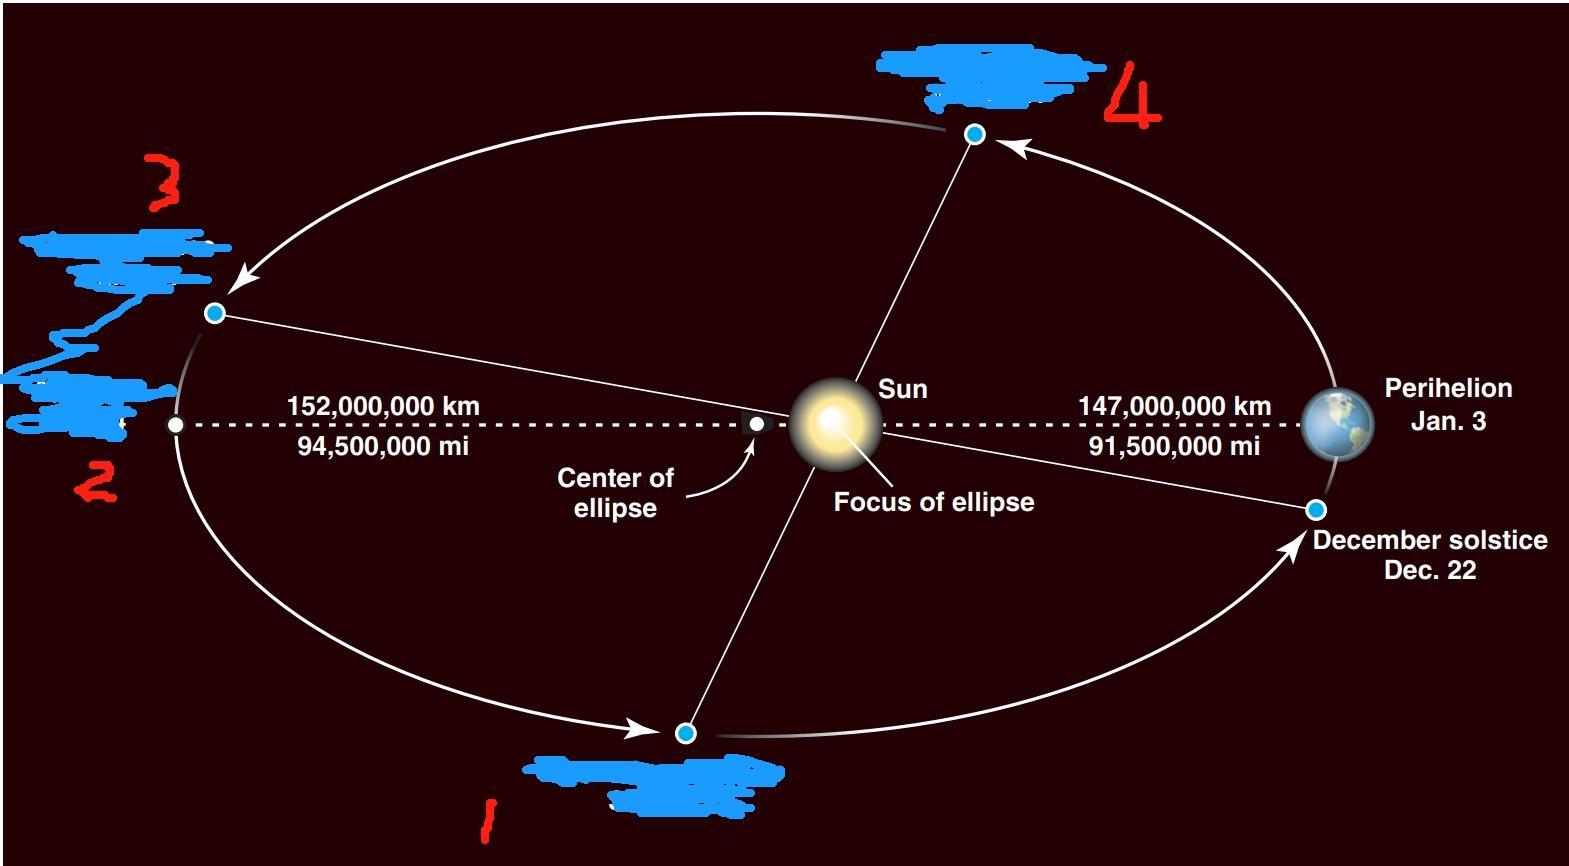 4
3
Perihelion
Jan. 3
Sun
152,000,000 km
147,000,000 km
94,500,000 mi
91,500,000 mi
Center of
ellipse
Focus of ellipse
2
December solstice
Dec. 22
1